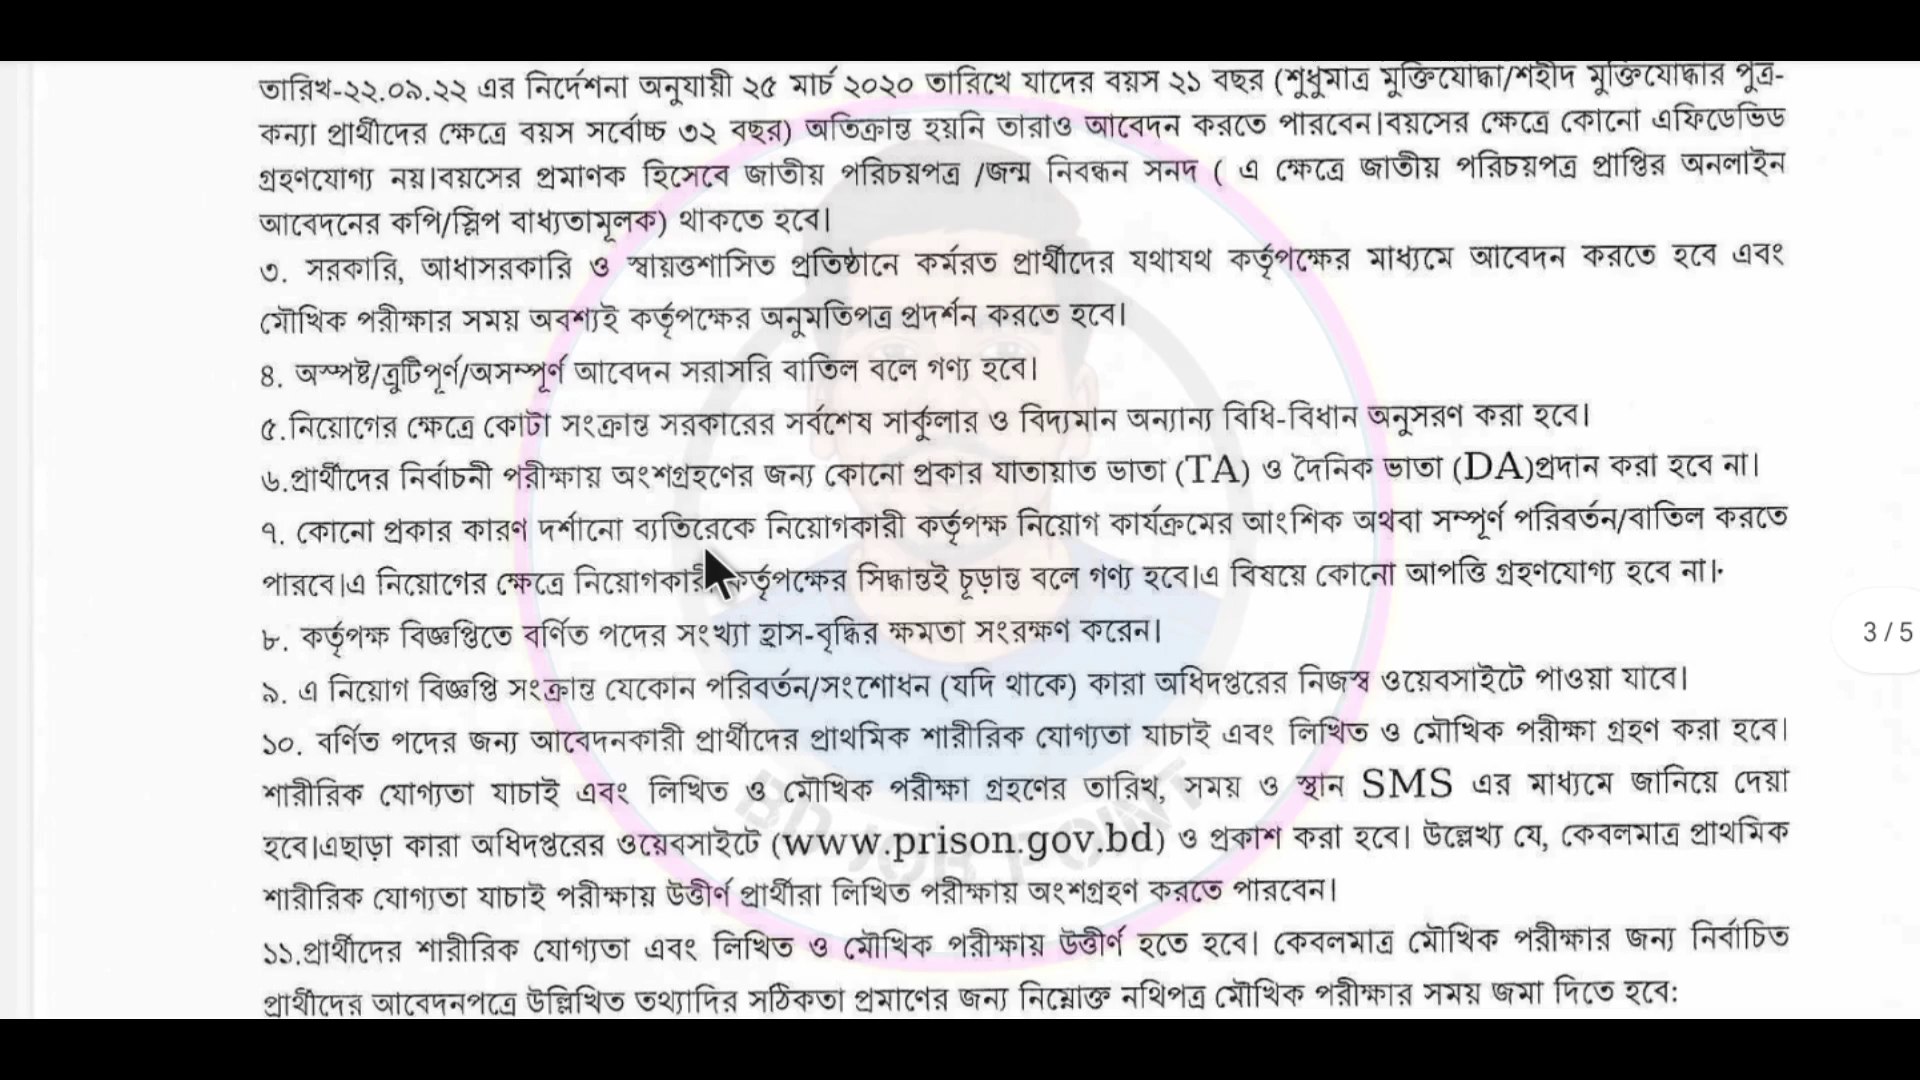 তারিখ-২২.০৯.২২ এর নির্দেশনা অনুযায়ী ২৫ মার্চ ২০২০ তারিখে যাদের বয়স ২১ বছর (শুধুমাত্র মুক্তিযোদ্ধা/শহীদ মুক্তিযোদ্ধার পুত্র-
কন্যা প্রার্থীদের ক্ষেত্রে বয়স সর্বোচ্চ ৩২ বছর) অতিক্রান্ত হয়নি তারাও আবেদন করতে পারবেন।বয়সের ক্ষেত্রে কোনো এফিডেভিড
গ্রহণযোগ্য নয়।বয়সের প্রমাণক হিসেবে জাতীয় পরিচয়পত্র /জন্ম নিবন্ধন সনদ ( এ ক্ষেত্রে জাতীয় পরিচয়পত্র প্রাপ্তির অনলাইন
আবেদনের কপি/স্লিপ বাধ্যতামূলক) থাকতে হবে।
৩. সরকারি, আধাসরকারি ও স্বায়ত্তশাসিত প্রতিষ্ঠানে কর্মরত প্রার্থীদের যথাযথ কর্তৃপক্ষের মাধ্যমে আবেদন করতে হবে এবং
মৌখিক পরীক্ষার সময় অবশ্যই কর্তৃপক্ষের অনুমতিপত্র প্রদর্শন করতে হবে।
৪. অস্পষ্ট/ত্রুটিপূর্ণ/অসম্পূর্ণ আবেদন সরাসরি বাতিল বলে গণ্য হবে।
৫.নিয়োগের ক্ষেত্রে কোটা সংক্রান্ত সরকারের সর্বশেষ সার্কুলার ও বিদ্যমান অন্যান্য বিধি-বিধান অনুসরণ করা হবে।
৬.প্রার্থীদের নির্বাচনী পরীক্ষায় অংশগ্রহণের জন্য কোনো প্রকার যাতায়াত ভাতা (TA) ও দৈনিক ভাতা (DA)প্রদান করা হবে না।
৭. কোনো প্রকার কারণ দর্শানো ব্যতিরেকে নিয়োগকারী কর্তৃপক্ষ নিয়োগ কার্যক্রমের আংশিক অথবা সম্পূর্ণ পরিবর্তন/বাতিল করতে
পারবে।এ নিয়োগের ক্ষেত্রে নিয়োগকারী কর্তৃপক্ষের সিদ্ধান্তই চূড়ান্ত বলে গণ্য হবে।এ বিষয়ে কোনো আপত্তি গ্রহণযোগ্য হবে না।
৮. কর্তৃপক্ষ বিজ্ঞপ্তিতে বর্ণিত পদের সংখ্যা হ্রাস-বৃদ্ধির ক্ষমতা সংরক্ষণ করেন।
3 / 5
৯. এ নিয়োগ বিজ্ঞপ্তি সংক্রান্ত যেকোন পরিবর্তন/সংশোধন (যদি থাকে) কারা অধিদপ্তরের নিজস্ব ওয়েবসাইটে পাওয়া যাবে।
১০. বর্ণিত পদের জন্য আবেদনকারী প্রার্থীদের প্রাথমিক শারীরিক যোগ্যতা যাচাই এবং লিখিত ও মৌখিক পরীক্ষা গ্রহণ করা হবে।
শারীরিক যোগ্যতা যাচাই এবং লিখিত ও মৌখিক পরীক্ষা গ্রহণের তারিখ, সময় ও স্থান SMS এর মাধ্যমে জানিয়ে দেয়া
হবে।এছাড়া কারা অধিদপ্তরের ওয়েবসাইটে (www.prison.gov.bd) ও প্রকাশ করা হবে। উল্লেখ্য যে, কেবলমাত্র প্রাথমিক
শারীরিক যোগ্যতা যাচাই পরীক্ষায় উত্তীর্ণ প্রার্থীরা লিখিত পরীক্ষায় অংশগ্রহণ করতে পারবেন।
১১.প্রার্থীদের শারীরিক যোগ্যতা এবং লিখিত ও মৌখিক পরীক্ষায় উত্তীর্ণ হতে হবে। কেবলমাত্র মৌখিক পরীক্ষার জন্য নির্বাচিত
প্রার্থীদের আবেদনপত্রে উল্লিখিত তথ্যাদির সঠিকতা প্রমাণের জন্য নিম্নোক্ত নথিপত্র মৌখিক পরীক্ষার সময় জমা দিতে হবে:
BD JOB POINT